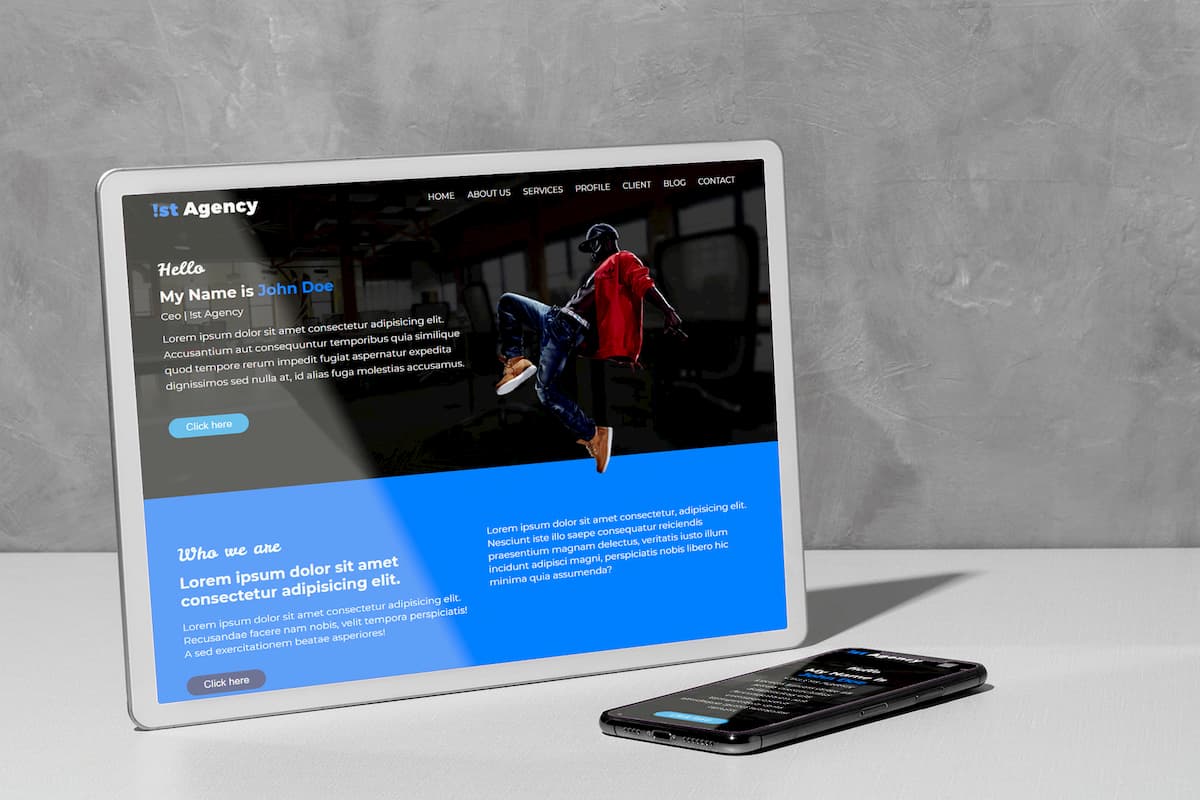 !st Agency
HOME ABOUT US SERVICES PROFILE CLIENT BLOG CONTACT
Hello
My Name is John Doe
Ceo | !st Agency
Lorem ipsum dolor sit amet consectetur adipisicing elit.
Accusantium aut consequuntur temporibus quia similique
quod tempore rerum impedit fugiat aspernatur expedita
dignissimos sed nulla at, id alias fuga molestias accusamus.
Click here
Who we are
Lorem ipsum dolor sit amet
consectetur adipisicing elit.
Lorem ipsum dolor sit amet consectetur adipisicing elit.
Recusandae facere nam nobis, velit tempora perspiciatis!
A sed exercitationem beatae asperiores!
Click here
Lorem ipsum dolor sit amet consectetur, adipisicing elit.
Nesciunt iste illo saepe consequatur reiciendis
praesentium magnam delectus, veritatis iusto illum
incidunt adipisci magni, perspiciatis nobis libero hic
minima quia assumenda?
!st Agency
Hello
My Name is
John Doe